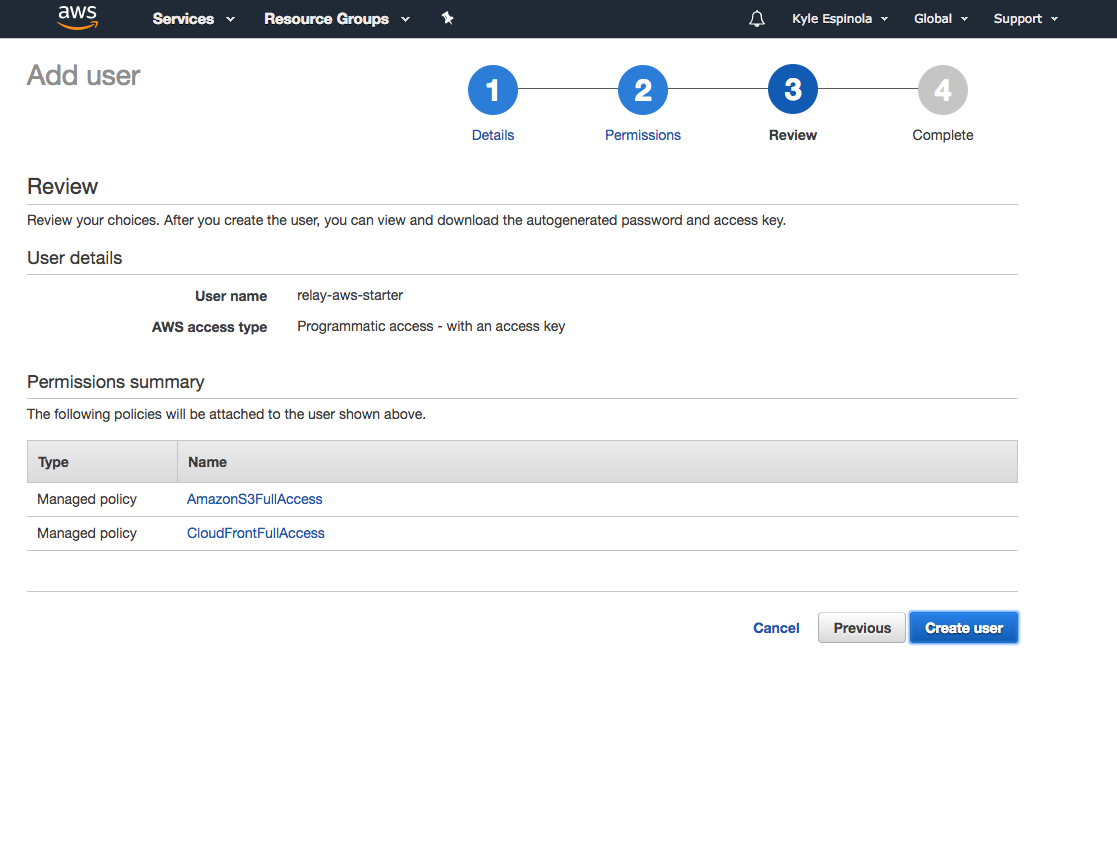 aws Services Resource Groups Kyle Espinola Global Support
Add user
1 2 3 4
Details Permissions Review Complete
Review
Review your choices. After you create the user, you can view and download the autogenerated password and access key.
User details
User name relay-aws-starter
AWS access type Programmatic access - with an access key
Permissions summary
The following policies will be attached to the user shown above.
Type Name
Managed policy AmazonS3FullAccess
Managed policy CloudFrontFullAccess
Cancel Previous Create user